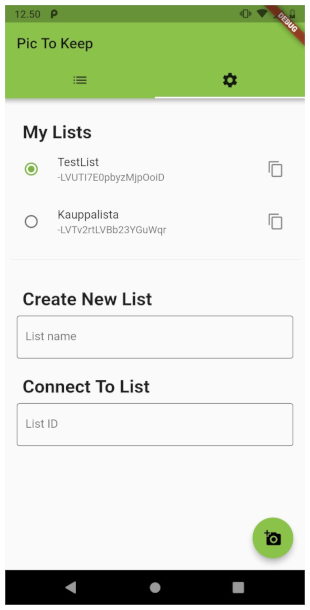 12.50 P
DEBUG
Pic To Keep
My Lists
TestList
-LVUTI7E0pbyzMjpOoiD
Kauppalista
-LVTv2rtLVBb23YGuWqr
Create New List
List name
Connect To List
List ID